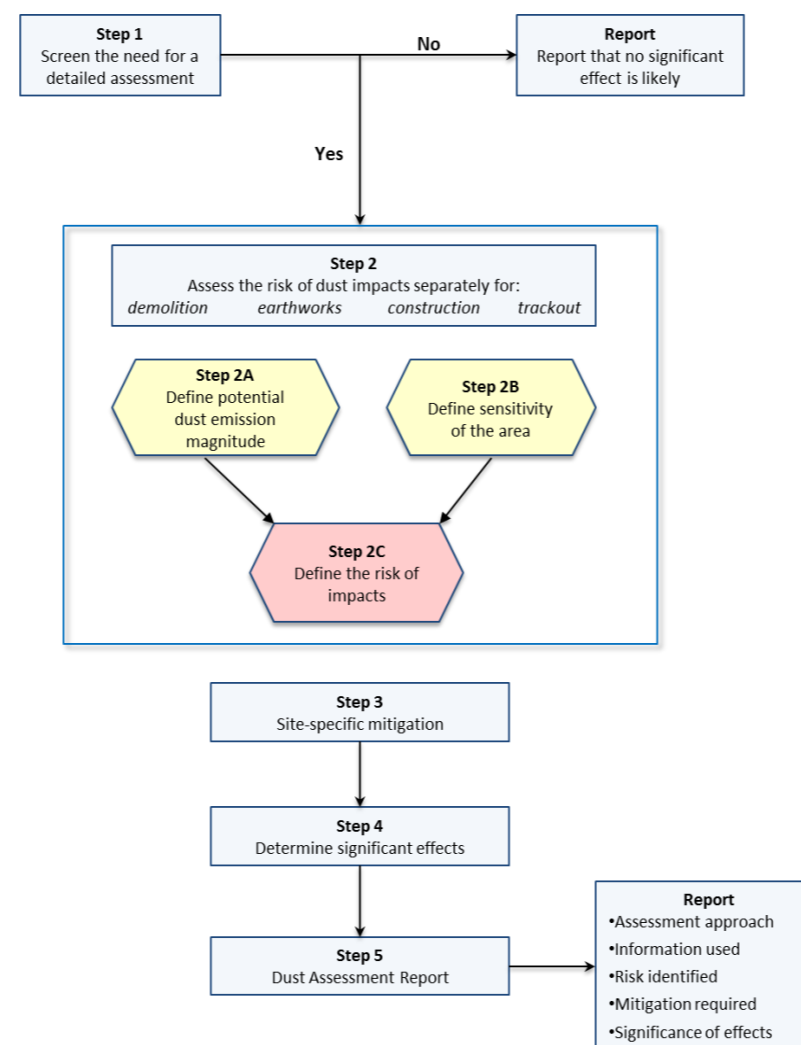 Step 1
Screen the need for a
detailed assessment
No
Report
Report that no significant
effect is likely
Yes
Step 2
Assess the risk of dust impacts separately for:
demolition earthworks construction trackout
Step 2A
Define potential
dust emission
magnitude
Step 2B
Define sensitivity
of the area
Step 2C
Define the risk of
impacts
Step 3
Site-specific mitigation
Step 4
Determine significant effects
Step 5
Dust Assessment Report
Report
•Assessment approach
•Information used
•Risk identified
•Mitigation required
•Significance of effects